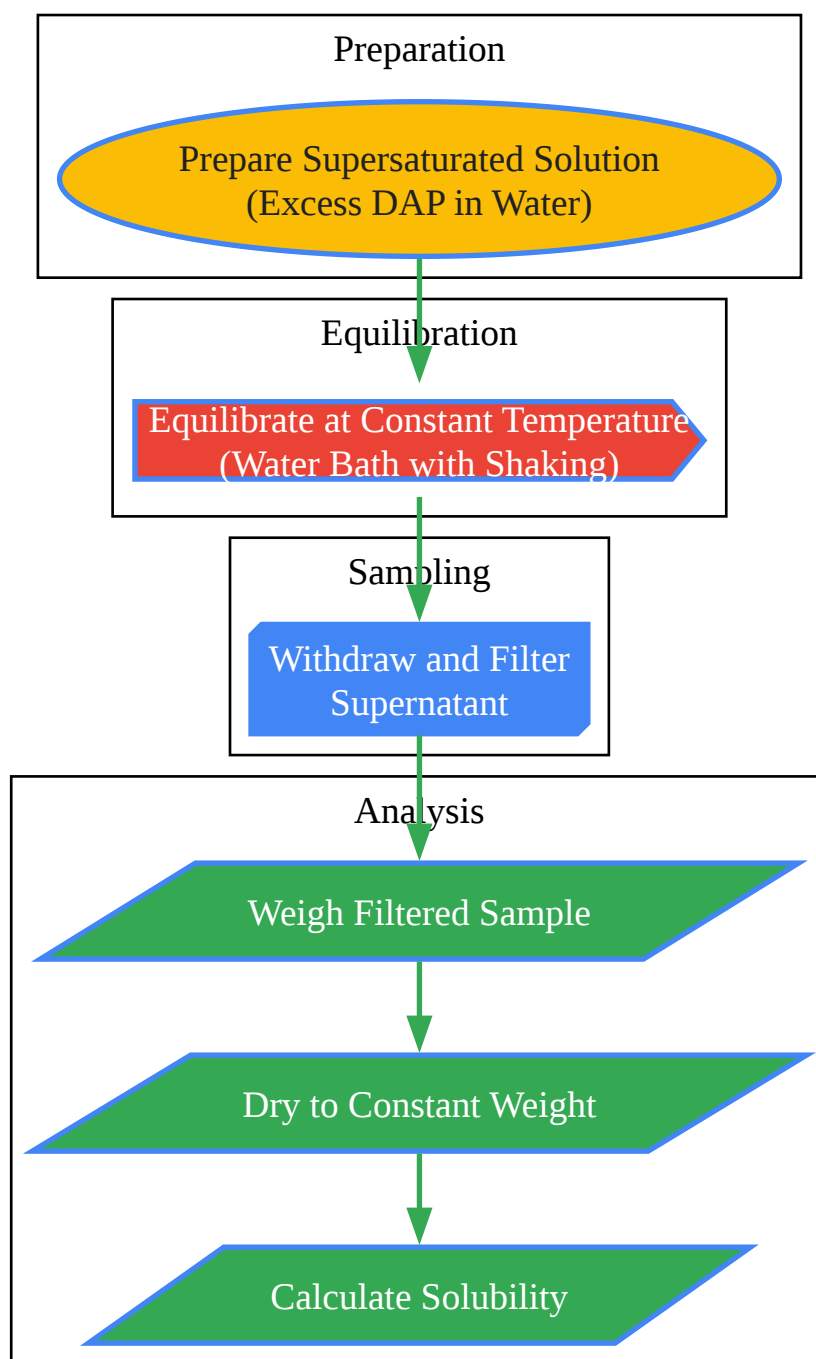 Preparation
Prepare Supersaturated Solution
(Excess DAP in Water)
Equilibration
Equilibrate at Constant Temperature
(Water Bath with Shaking)
Sampling
Withdraw and Filter
Supernatant
Analysis
Weigh Filtered Sample
Dry to Constant Weight
Calculate Solubility